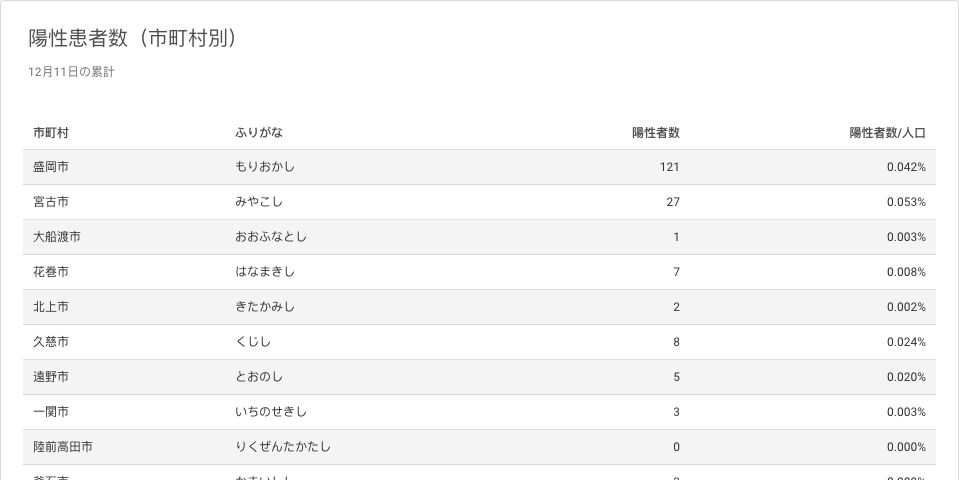 陽性患者数（市町村別）
12月11日の累計
市町村 ふりがな 陽性者数 陽性者数/人口
盛岡市 もりおかし 121 0.042%
宮古市 みやこし 27 0.053%
大船渡市 おおふなとし 1 0.003%
花巻市 はなまきし 7 0.008%
北上市 きたかみし 2 0.002%
久慈市 くじし 8 0.024%
遠野市 とおのし 5 0.020%
一関市 いちのせきし 3 0.003%
陸前高田市 りくぜんたかたし 0 0.000%